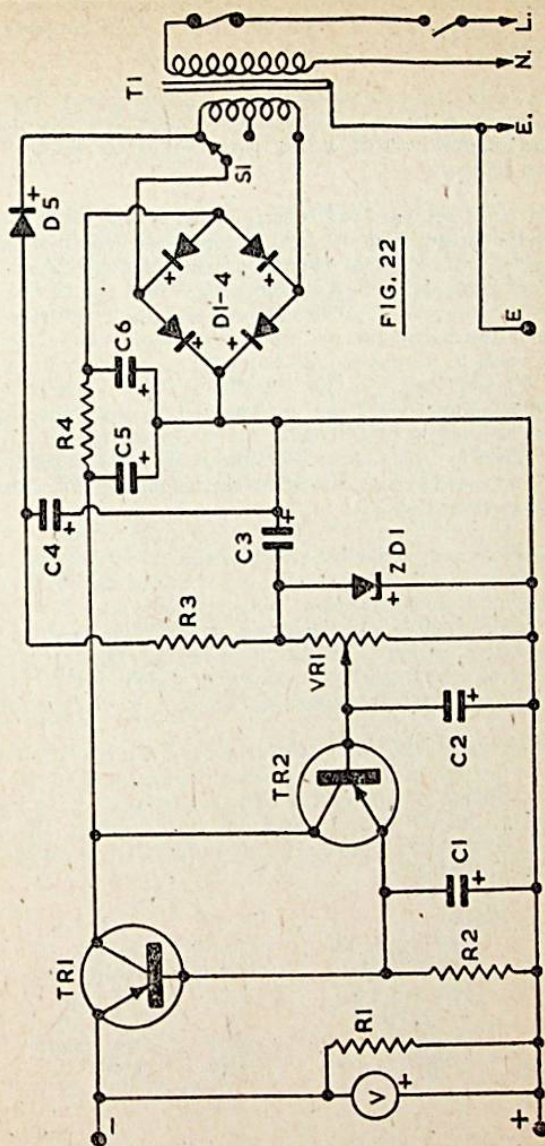 T1
D5 +
S1
L.
N.
E.
R4
C5 C6
+ +
+ +
D1-4
+ +
C4
+
C3
+
FIG. 22
E
R3
ZD1
+
VR1
TR1
TR2
C2
+
C1
+
R2
R1
V
+
-
+